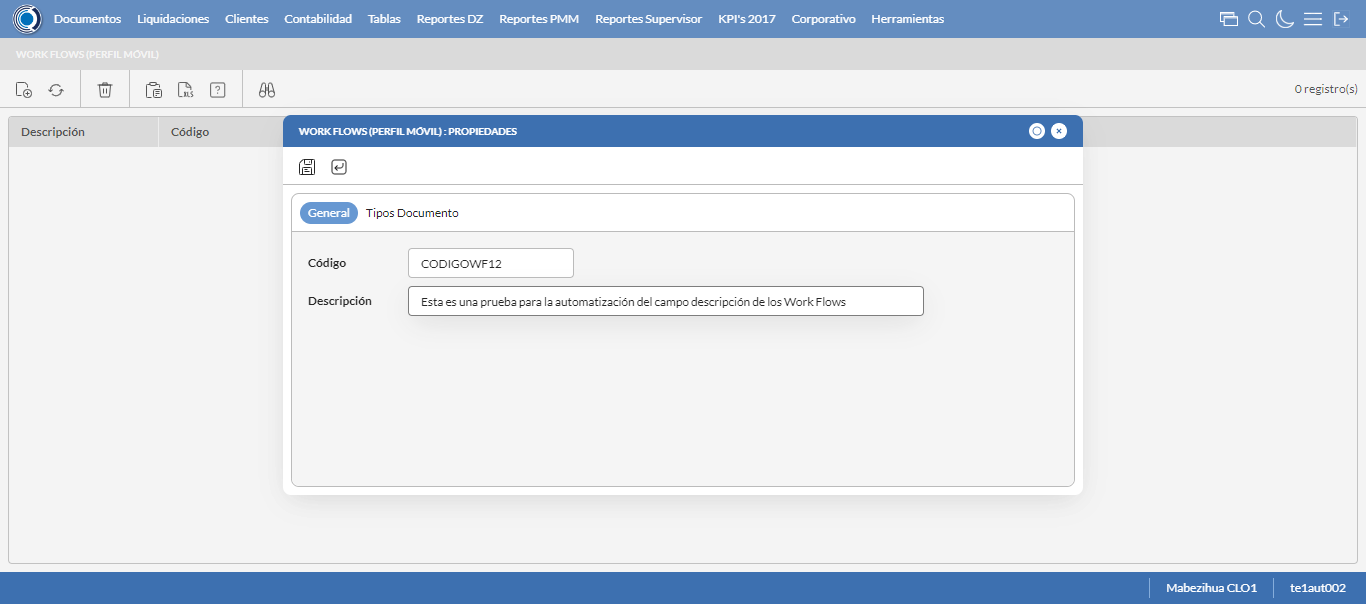 Documentos Liquidaciones Clientes Contabilidad Tablas Reportes DZ Reportes PMM Reportes Supervisor KPI's 2017 Corporativo Herramientas
WORK FLOWS (PERFIL MÓVIL)
XLS ? 0 registro(s)
Descripción Código
WORK FLOWS (PERFIL MÓVIL) : PROPIEDADES
General Tipos Documento
Código CODIGOWF12
Descripción Esta es una prueba para la automatización del campo descripción de los Work Flows
Mabezihua CLO1 te1aut002